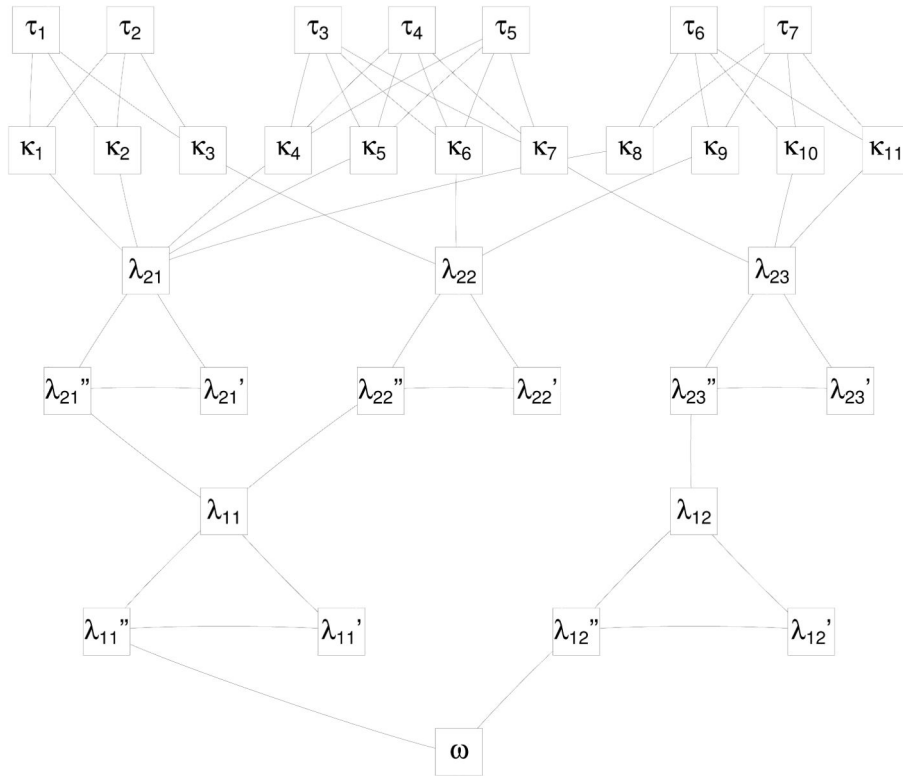 τ1 τ2 τ3 τ4 τ5 τ6 τ7
κ1 κ2 κ3 κ4 κ5 κ6 κ7 κ8 κ9 κ10 κ11
λ21 λ22 λ23
λ21" λ21' λ22" λ22' λ23" λ23'
λ11 λ12
λ11" λ11' λ12" λ12'
ω